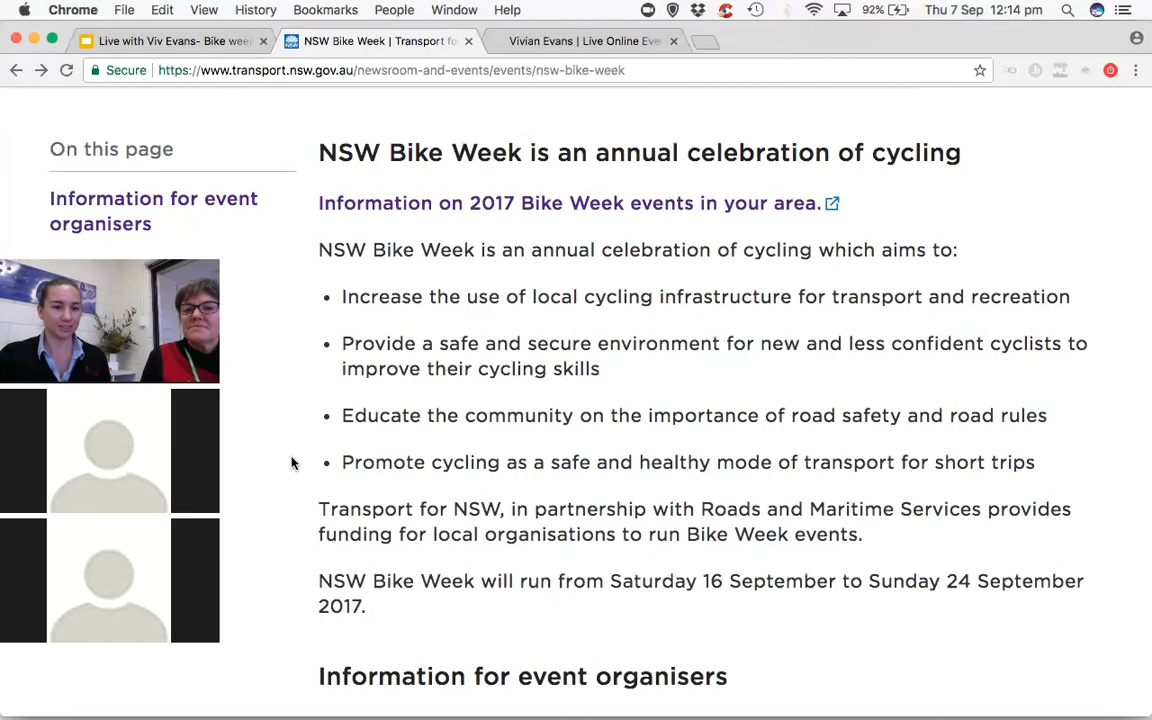 Chrome File Edit View History Bookmarks People Window Help 92% Thu 7 Sep 12:14 pm
Live with Viv Evans- Bike wee NSW Bike Week | Transport fo Vivian Evans | Live Online Eve
Secure https://www.transport.nsw.gov.au/newsroom-and-events/events/nsw-bike-week
On this page
Information for event
organisers
NSW Bike Week is an annual celebration of cycling
Information on 2017 Bike Week events in your area.
NSW Bike Week is an annual celebration of cycling which aims to:
• Increase the use of local cycling infrastructure for transport and recreation
• Provide a safe and secure environment for new and less confident cyclists to
improve their cycling skills
• Educate the community on the importance of road safety and road rules
• Promote cycling as a safe and healthy mode of transport for short trips
Transport for NSW, in partnership with Roads and Maritime Services provides
funding for local organisations to run Bike Week events.
NSW Bike Week will run from Saturday 16 September to Sunday 24 September
2017.
Information for event organisers